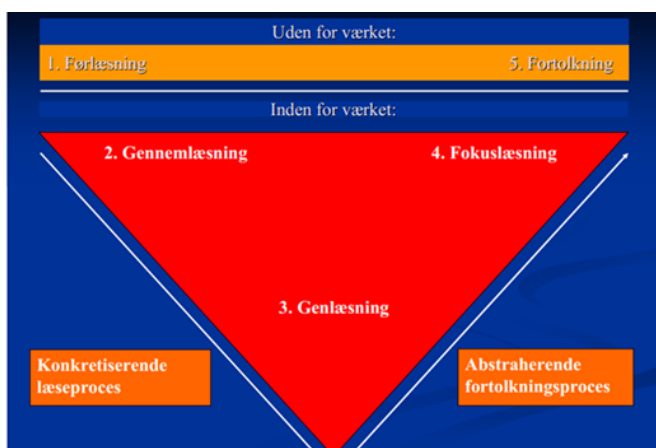 Uden for værket:
1. Førlæsning
5. Fortolkning
Inden for værket:
2. Gennemlæsning
4. Fokuslæsning
3. Genlæsning
Konkretiserende
læseproces
Abstraherende
fortolkningsproces